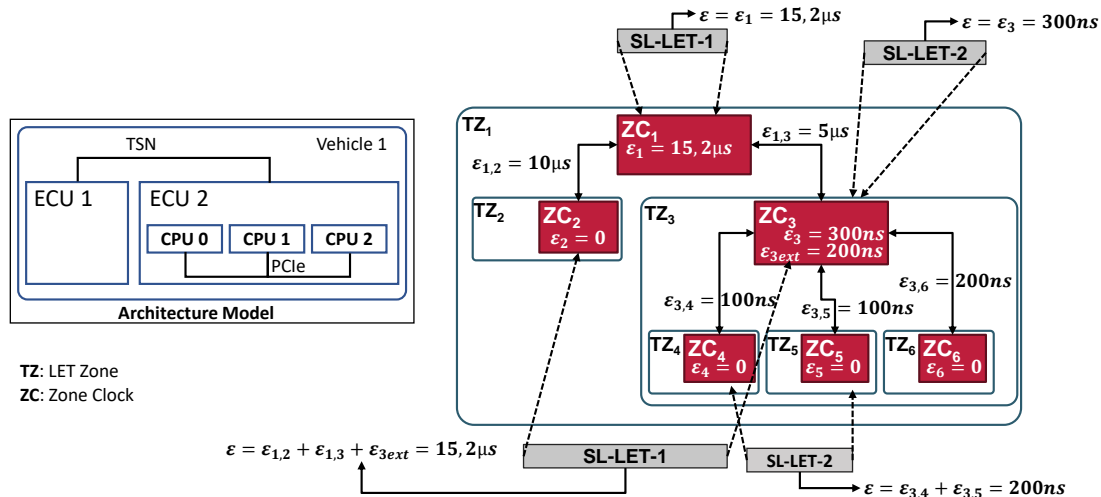 ε = ε₁ = 15, 2μs
SL-LET-1
ε = ε₃ = 300ns
SL-LET-2
TSN
Vehicle 1
ECU 1
ECU 2
CPU 0
CPU 1
CPU 2
PCIe
Architecture Model
TZ: LET Zone
ZC: Zone Clock
TZ₁
ZC₁
ε₁ = 15, 2μs
ε₁,₂ = 10μs
ε₁,₃ = 5μs
TZ₂
ZC₂
ε₂ = 0
TZ₃
ZC₃
ε₃ = 300ns
ε₃ext = 200ns
ε₃,₄ = 100ns
ε₃,₅ = 100ns
ε₃,₆ = 200ns
TZ₄
ZC₄
ε₄ = 0
TZ₅
ZC₅
ε₅ = 0
TZ₆
ZC₆
ε₆ = 0
ε = ε₁,₂ + ε₁,₃ + ε₃ext = 15, 2μs
SL-LET-1
SL-LET-2
ε = ε₃,₄ + ε₃,₅ = 200ns